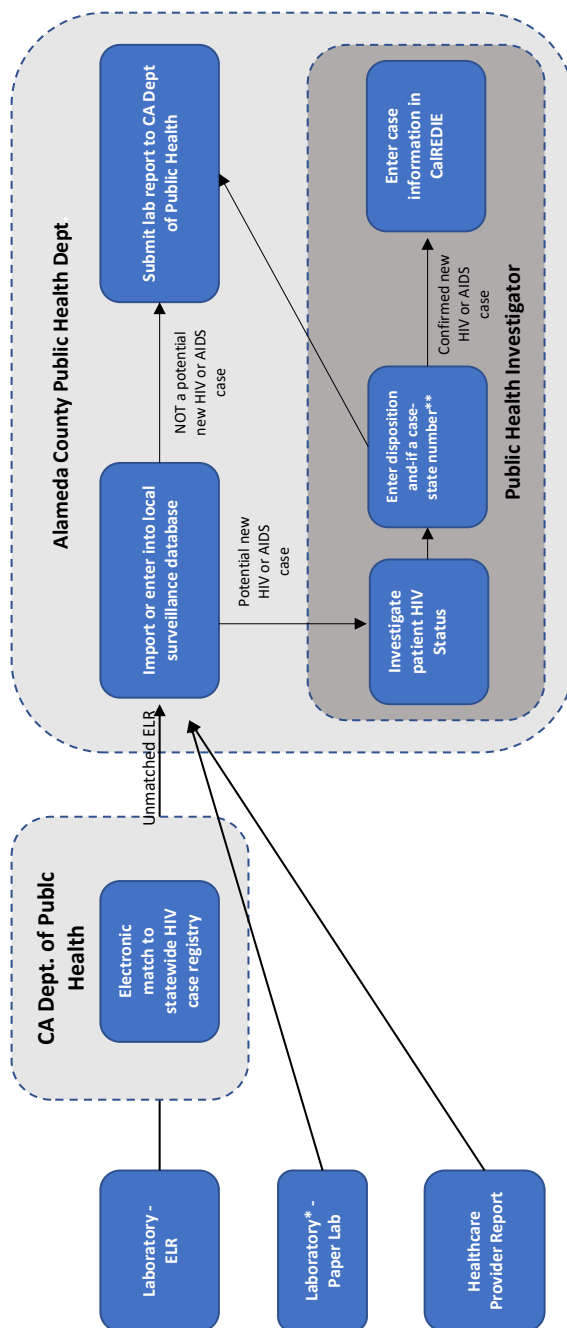 Laboratory -
ELR
Laboratory* -
Paper Lab
Healthcare
Provider Report
CA Dept. of Publc
Health
Electronic
match to
statewide HIV
case registry
Unmatched ELR
Alameda County Public Health Dept.
Import or enter into local
surveillance database
NOT a potential
new HIV or AIDS
case
Submit lab report to CA Dept
of Public Health
Potential new
HIV or AIDS
case
Investigate
patient HIV
Status
Enter disposition
and-if a case-
state number**
Confirmed new
HIV or AIDS
case
Enter case
information in
CalREDIE
Public Health Investigator